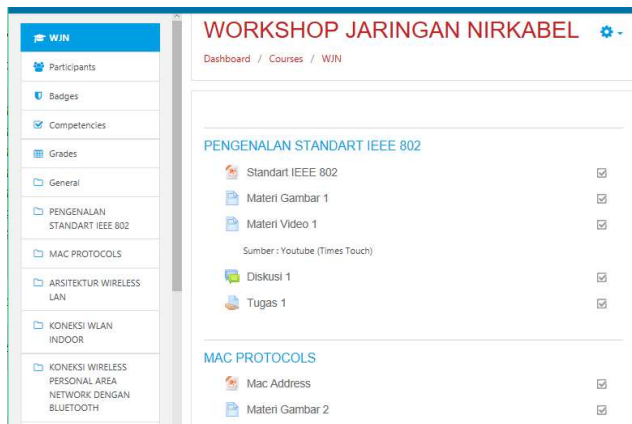 WJN
Participants
Badges
Competencies
Grades
General
PENGENALAN
STANDART IEEE 802
MAC PROTOCOLS
ARSITEKTUR WIRELESS
LAN
KONEKSI WLAN
INDOOR
KONEKSI WIRELESS
PERSONAL AREA
NETWORK DENGAN
BLUETOOTH
WORKSHOP JARINGAN NIRKABEL
Dashboard / Courses / WJN
PENGENALAN STANDART IEEE 802
Standart IEEE 802
Materi Gambar 1
Materi Video 1
Sumber : Youtube (Times Touch)
Diskusi 1
Tugas 1
MAC PROTOCOLS
Mac Address
Materi Gambar 2